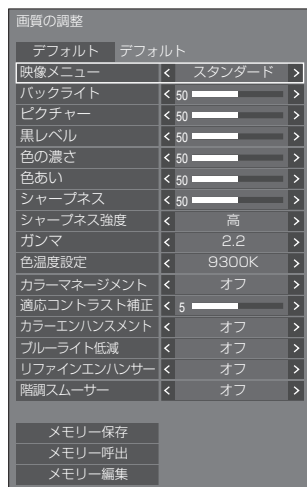 画質の調整
デフォルト デフォルト
映像メニュー < スタンダード >
バックライト < 50 >
ピクチャー < 50 >
黒レベル < 50 >
色の濃さ < 50 >
色あい < 50 >
シャープネス < 50 >
シャープネス強度 < 高 >
ガンマ < 2.2 >
色温度設定 < 9300K >
カラーマネージメント < オフ >
適応コントラスト補正 < 5 >
カラーエンハンスメント < オフ >
ブルーライト低減 < オフ >
リファインエンハンサー < オフ >
階調スムーサー < オフ >
メモリー保存
メモリー呼出
メモリー編集